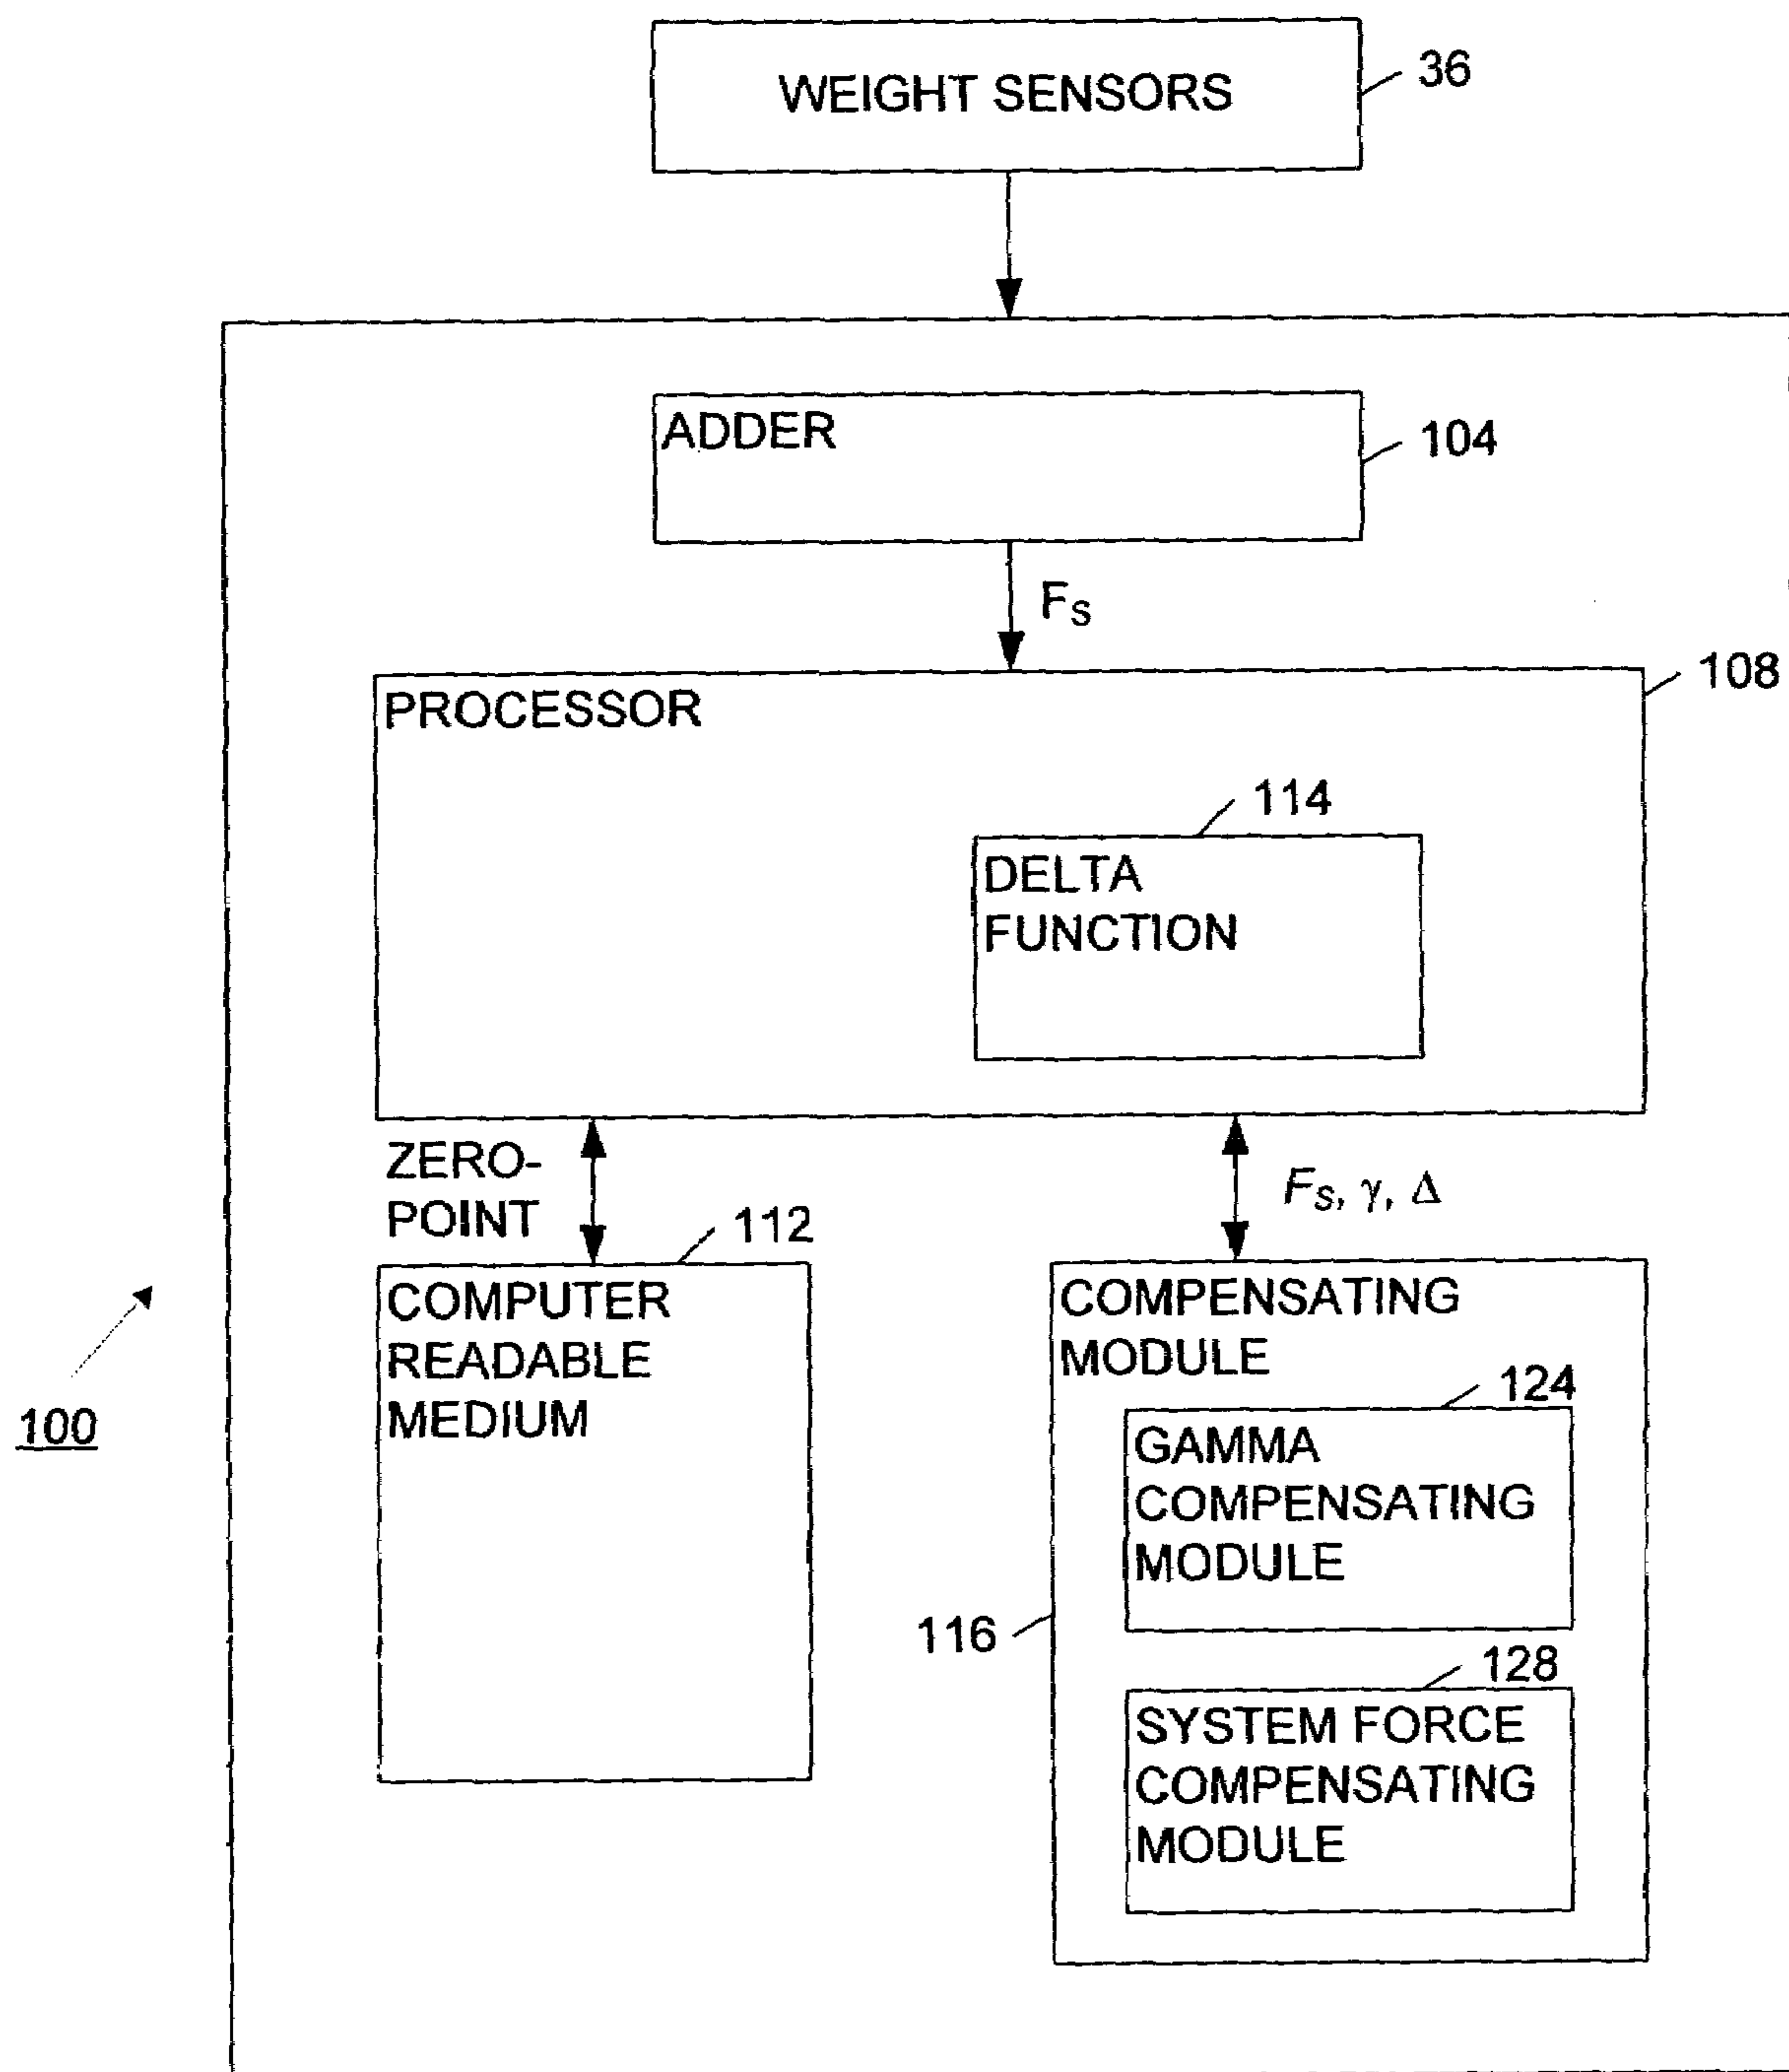 WEIGHT SENSORS
36
ADDER
104
FS
PROCESSOR
108
114
DELTA
FUNCTION
ZERO-
POINT
FS, γ, Δ
112
COMPUTER
READABLE
MEDIUM
100
COMPENSATING
MODULE
124
GAMMA
COMPENSATING
MODULE
116
128
SYSTEM FORCE
COMPENSATING
MODULE